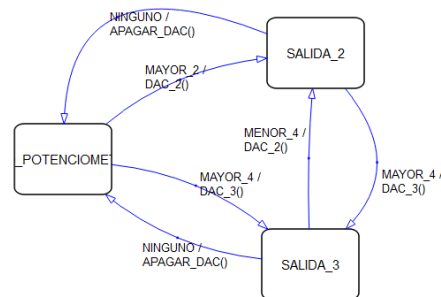 NINGUNO /
APAGAR_DAC()
SALIDA_2
MAYOR_2 /
DAC_2()
MENOR_4 /
DAC_2()
MAYOR_4 /
DAC_3()
_POTENCIOME
MAYOR_4 /
DAC_3()
NINGUNO /
APAGAR_DAC()
SALIDA_3